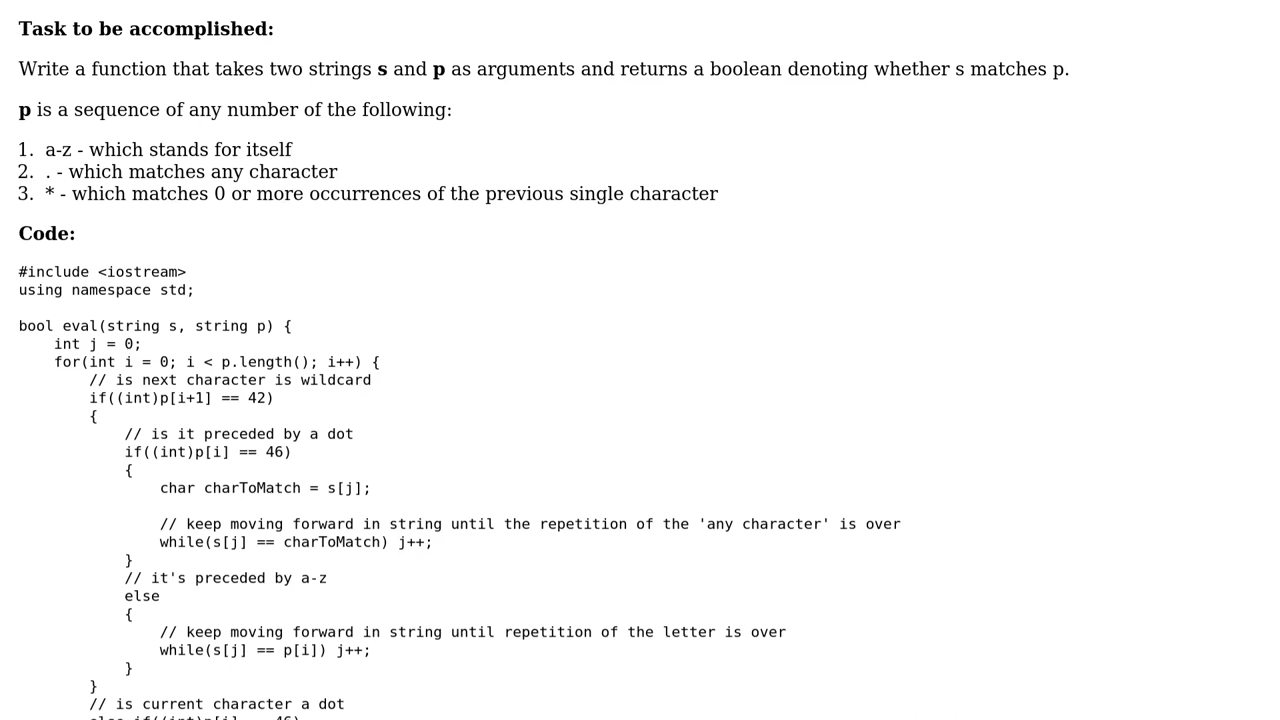 Task to be accomplished:
Write a function that takes two strings s and p as arguments and returns a boolean denoting whether s matches p.
p is a sequence of any number of the following:
1. a-z - which stands for itself
2. . - which matches any character
3. * - which matches 0 or more occurrences of the previous single character
Code:
#include <iostream>
using namespace std;
bool eval(string s, string p) {
    int j = 0;
    for(int i = 0; i < p.length(); i++) {
        // is next character is wildcard
        if((int)p[i+1] == 42)
        {
            // is it preceded by a dot
            if((int)p[i] == 46)
            {
                char charToMatch = s[j];
                // keep moving forward in string until the repetition of the 'any character' is over
                while(s[j] == charToMatch) j++;
            }
            // it's preceded by a-z
            else
            {
                // keep moving forward in string until repetition of the letter is over
                while(s[j] == p[i]) j++;
            }
        }
        // is current character a dot
        else if((int)p[i] == 46)